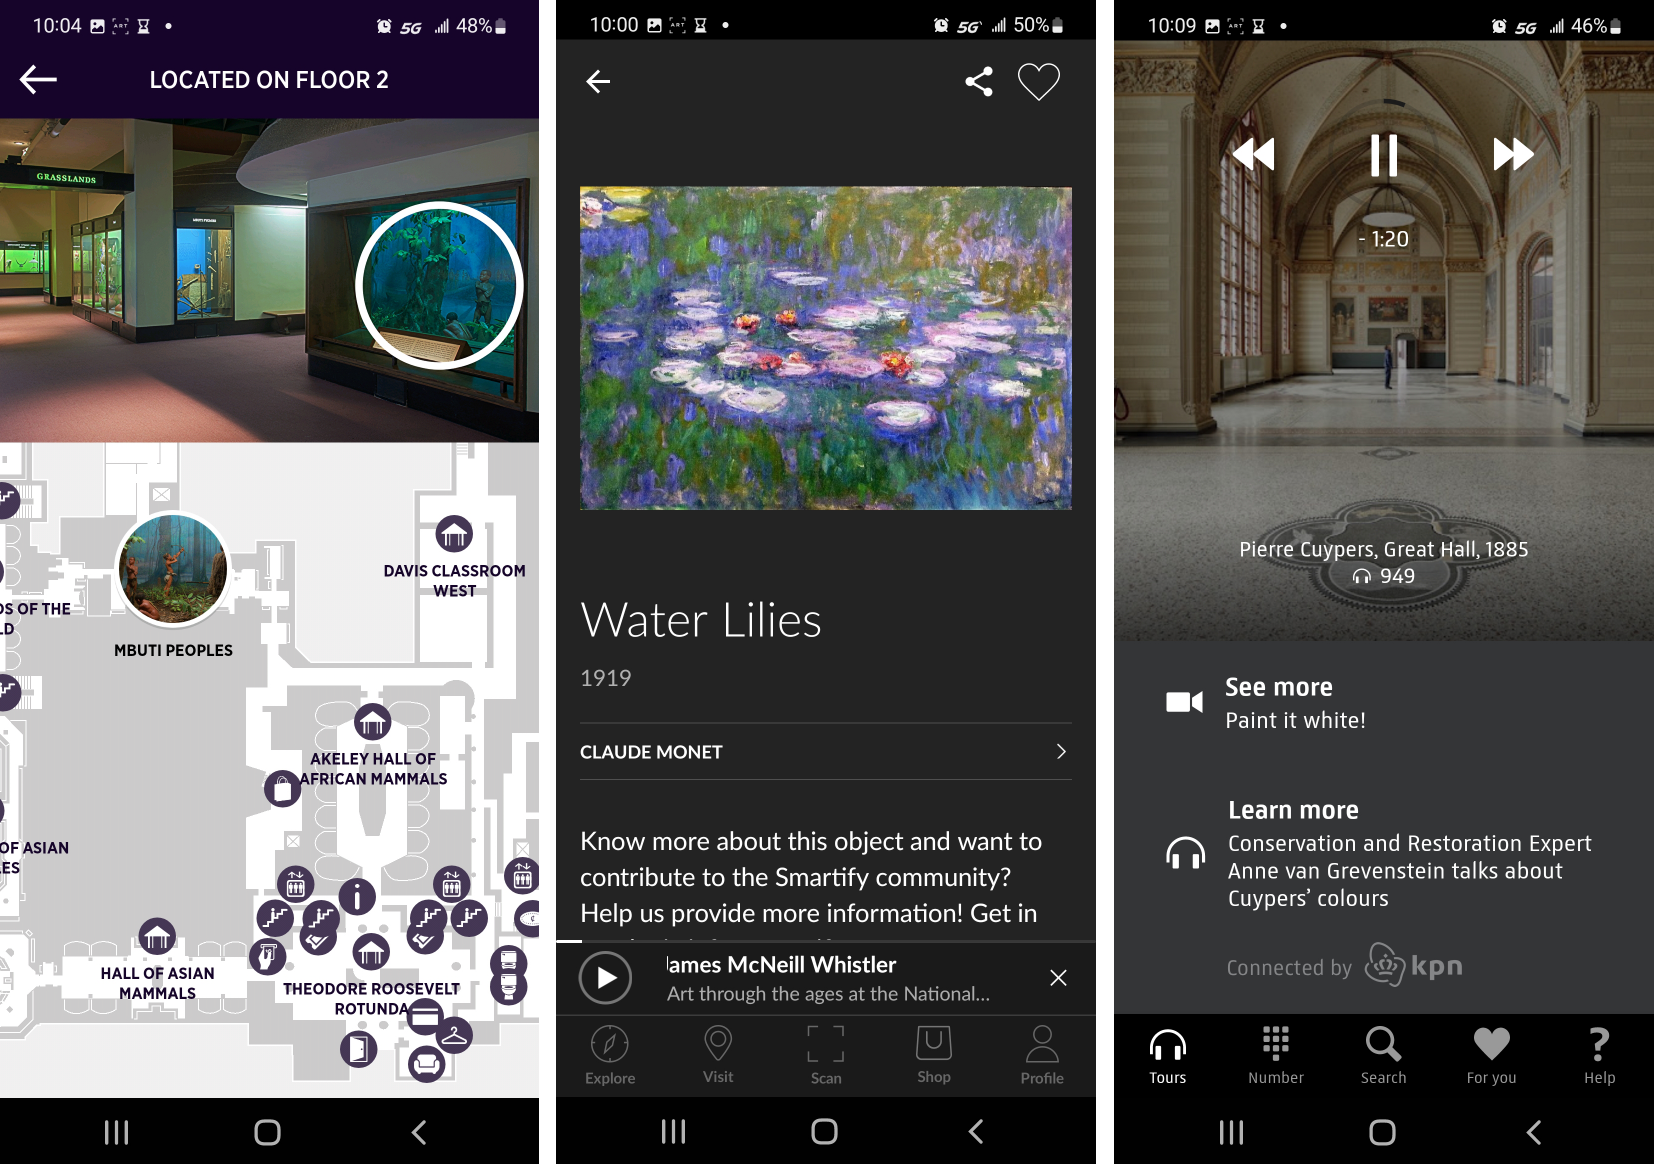 10:04
5G
48%
LOCATED ON FLOOR 2
GRASSLANDS
DAVIS CLASSROOM
WEST
DS OF THE
LD
MBUTI PEOPLES
AKELEY HALL OF
AFRICAN MAMMALS
OF ASIAN
LES
HALL OF ASIAN
MAMMALS
THEODORE ROOSEVELT
ROTUNDA
10:00
5G
50%
Water Lilies
1919
CLAUDE MONET
Know more about this object and want to
contribute to the Smartify community?
Help us provide more information! Get in
James McNeill Whistler
Art through the ages at the National...
Explore
Visit
Scan
Shop
Profile
10:09
5G
46%
- 1:20
Pierre Cuypers, Great Hall, 1885
949
See more
Paint it white!
Learn more
Conservation and Restoration Expert
Anne van Grevenstein talks about
Cuypers’ colours
Connected by kpn
Tours
Number
Search
For you
Help